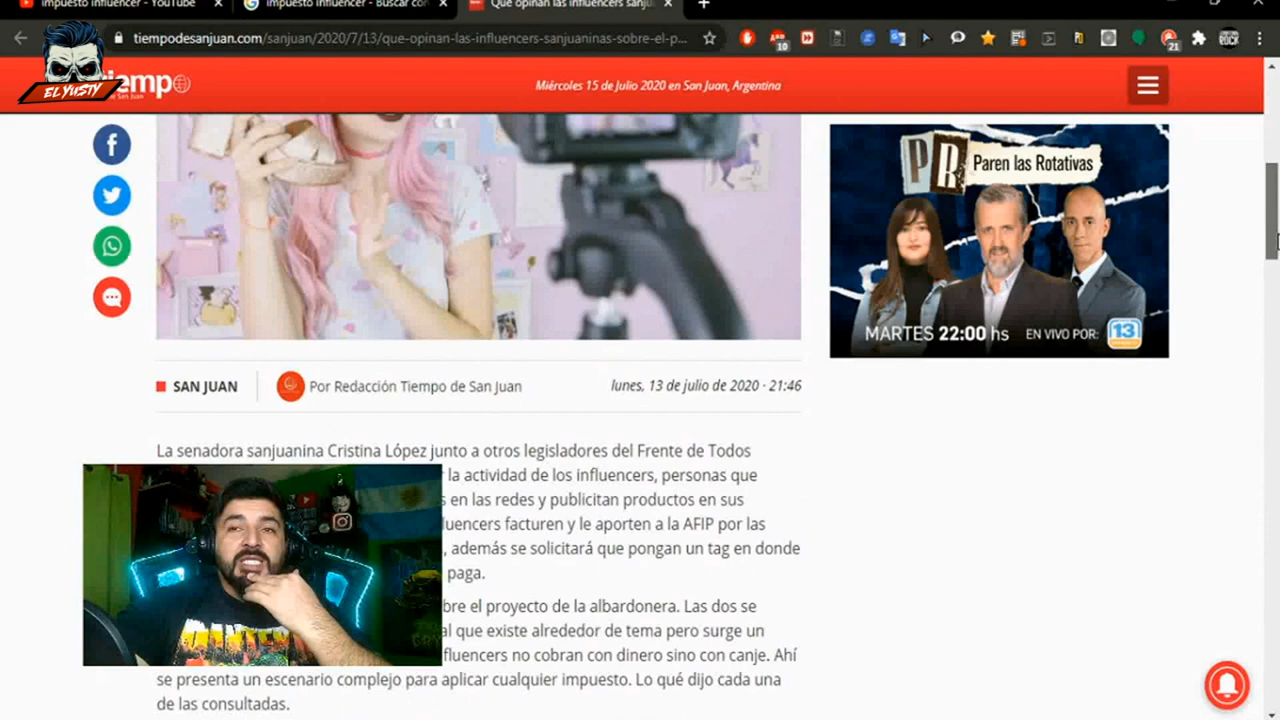 impuesto influencer - YouTube
impuesto influencer - Buscar con
Qué opinan las influencers sanju
tiempodesanjuan.com/sanjuan/2020/7/13/que-opinan-las-influencers-sanjuaninas-sobre-el-p...
10
21
EL YUSTY
Miércoles 15 de Julio 2020 en San Juan, Argentina
PR Paren las Rotativas
MARTES 22:00 hs EN VIVO POR: 13
SAN JUAN
Por Redacción Tiempo de San Juan
lunes, 13 de julio de 2020 · 21:46
La senadora sanjuanina Cristina López junto a otros legisladores del Frente de Todos
la actividad de los influencers, personas que
en las redes y publicitan productos en sus
fluencers facturen y le aporten a la AFIP por las
, además se solicitará que pongan un tag en donde
paga.
bre el proyecto de la albardonera. Las dos se
al que existe alrededor de tema pero surge un
fluencers no cobran con dinero sino con canje. Ahí
se presenta un escenario complejo para aplicar cualquier impuesto. Lo qué dijo cada una
de las consultadas.